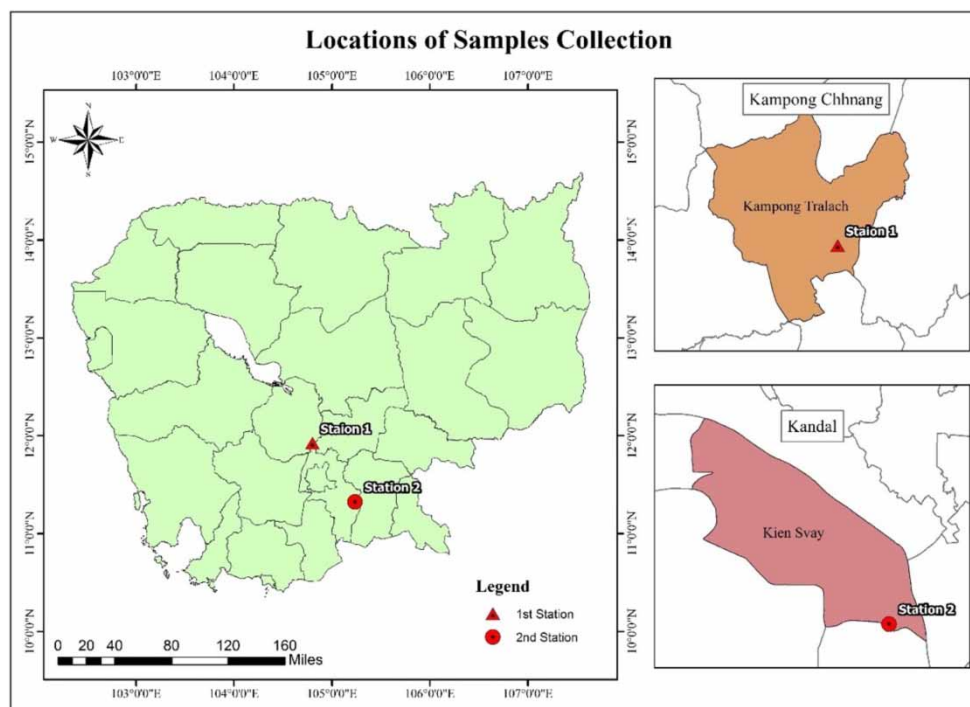 Locations of Samples Collection
103°0'0"E 104°0'0"E 105°0'0"E 106°0'0"E 107°0'0"E
N
W E
S
15°0'0"N
14°0'0"N
13°0'0"N
12°0'0"N
11°0'0"N
10°0'0"N
15°0'0"N
14°0'0"N
13°0'0"N
12°0'0"N
11°0'0"N
10°0'0"N
Staion 1
Station 2
Legend
1st Station
2nd Station
0 20 40 80 120 160
Miles
103°0'0"E 104°0'0"E 105°0'0"E 106°0'0"E 107°0'0"E
Kampong Chhnang
Kampong Tralach
Staion 1
Kandal
Kien Svay
Station 2